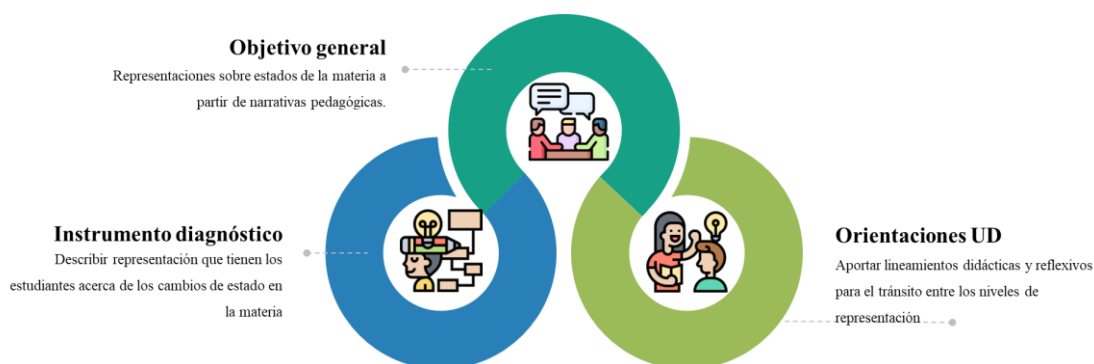 Objetivo general
Representaciones sobre estados de la materia a
partir de narrativas pedagógicas.
Instrumento diagnóstico
Describir representación que tienen los
estudiantes acerca de los cambios de estado en
la materia
Orientaciones UD
Aportar lineamientos didácticas y reflexivos
para el tránsito entre los niveles de
representación